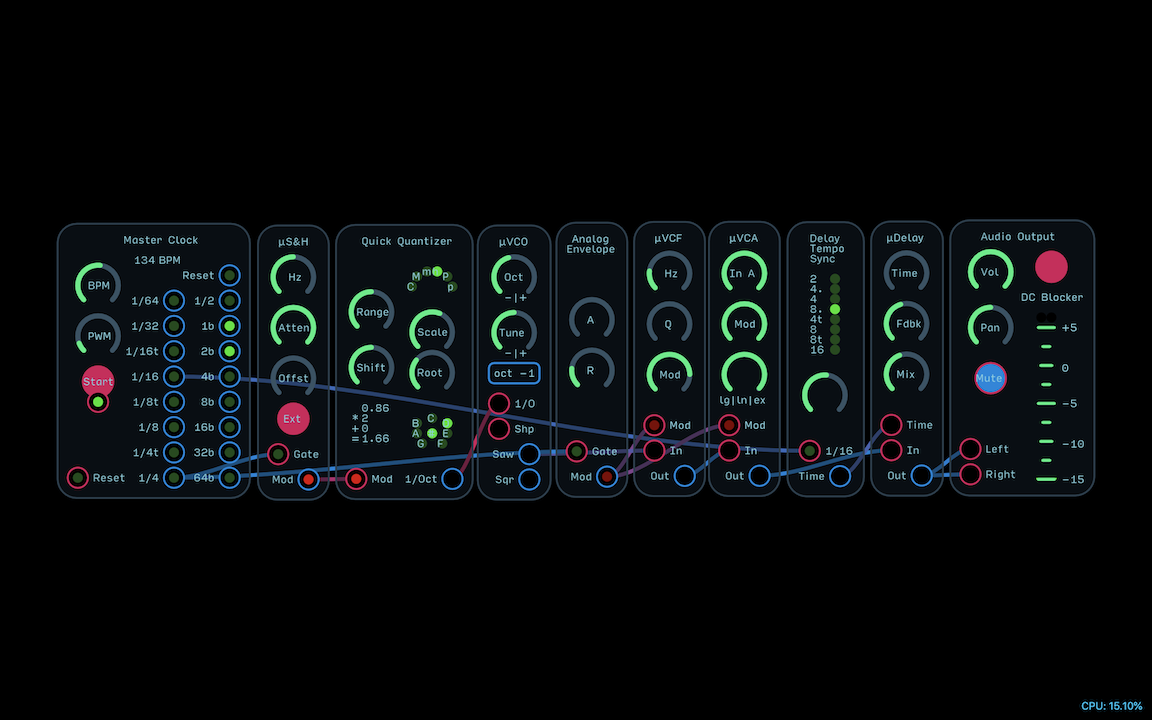 Master Clock
134 BPM
BPM
PWM
Start
Reset
Reset
1/64
1/2
1/32
1b
1/16t
2b
1/16
4b
1/8t
8b
1/8
16b
1/4t
32b
1/4
64b
µS&H
Hz
Atten
Offst
Ext
Gate
Mod
Quick Quantizer
Range
Shift
M
m
m
P
C
p
Scale
Root
0.86
*2
+0
=1.66
C
B
A
E
G
F
Mod
1/Oct
µVCO
Oct
-|+
Tune
-|+
oct -1
1/O
Shp
Saw
Sqr
Analog
Envelope
A
R
Gate
Mod
µVCF
Hz
Q
Mod
Mod
In
Out
µVCA
In A
Mod
lg|ln|ex
Mod
In
Out
Delay
Tempo
Sync
2
4.
4
8.
4t
8
8t
16
1/16
Time
µDelay
Time
Fdbk
Mix
Time
In
Out
Audio Output
Vol
DC Blocker
Pan
Mute
+5
0
-5
-10
-15
Left
Right
CPU: 15.10%